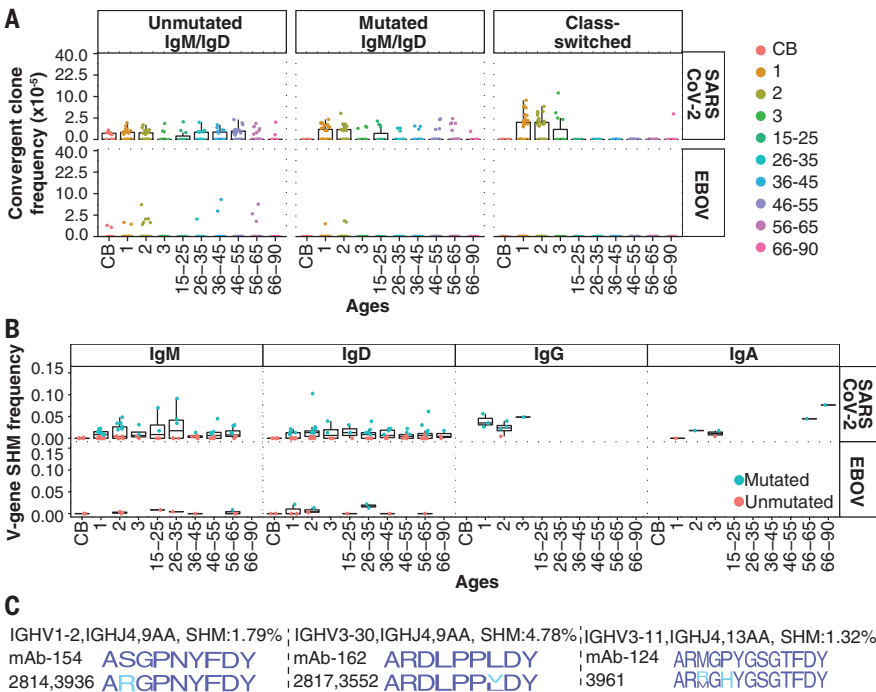 A
Unmutated IgM/IgD
Mutated IgM/IgD
Class-switched
Convergent clone frequency (x10-5)
40.0
22.5
10.0
2.5
0.0
SARS CoV-2
40.0
22.5
10.0
2.5
0.0
EBOV
CB 1 2 3 15-25 26-35 36-45 46-55 56-65 66-90
CB 1 2 3 15-25 26-35 36-45 46-55 56-65 66-90
CB 1 2 3 15-25 26-35 36-45 46-55 56-65 66-90
Ages
CB
1
2
3
15-25
26-35
36-45
46-55
56-65
66-90
B
IgM
IgD
IgG
IgA
V-gene SHM frequency
0.15
0.10
0.05
0.00
SARS CoV-2
0.15
0.10
0.05
0.00
EBOV
Mutated
Unmutated
CB 1 2 3 15-25 26-35 36-45 46-55 56-65 66-90
CB 1 2 3 15-25 26-35 36-45 46-55 56-65 66-90
CB 1 2 3 15-25 26-35 36-45 46-55 56-65 66-90
CB 1 2 3 15-25 26-35 36-45 46-55 56-65 66-90
Ages
C
IGHV1-2,IGHJ4,9AA, SHM:1.79%
mAb-154 ASGPNYFDY
2814,3936 ARGPNYFDY
IGHV3-30,IGHJ4,9AA, SHM:4.78%
mAb-162 ARDLPPLDY
2817,3552 ARDLPP DY
IGHV3-11,IGHJ4,13AA, SHM:1.32%
mAb-124 ARMGPYGSGTFDY
3961 AR GHYGSGTFDY